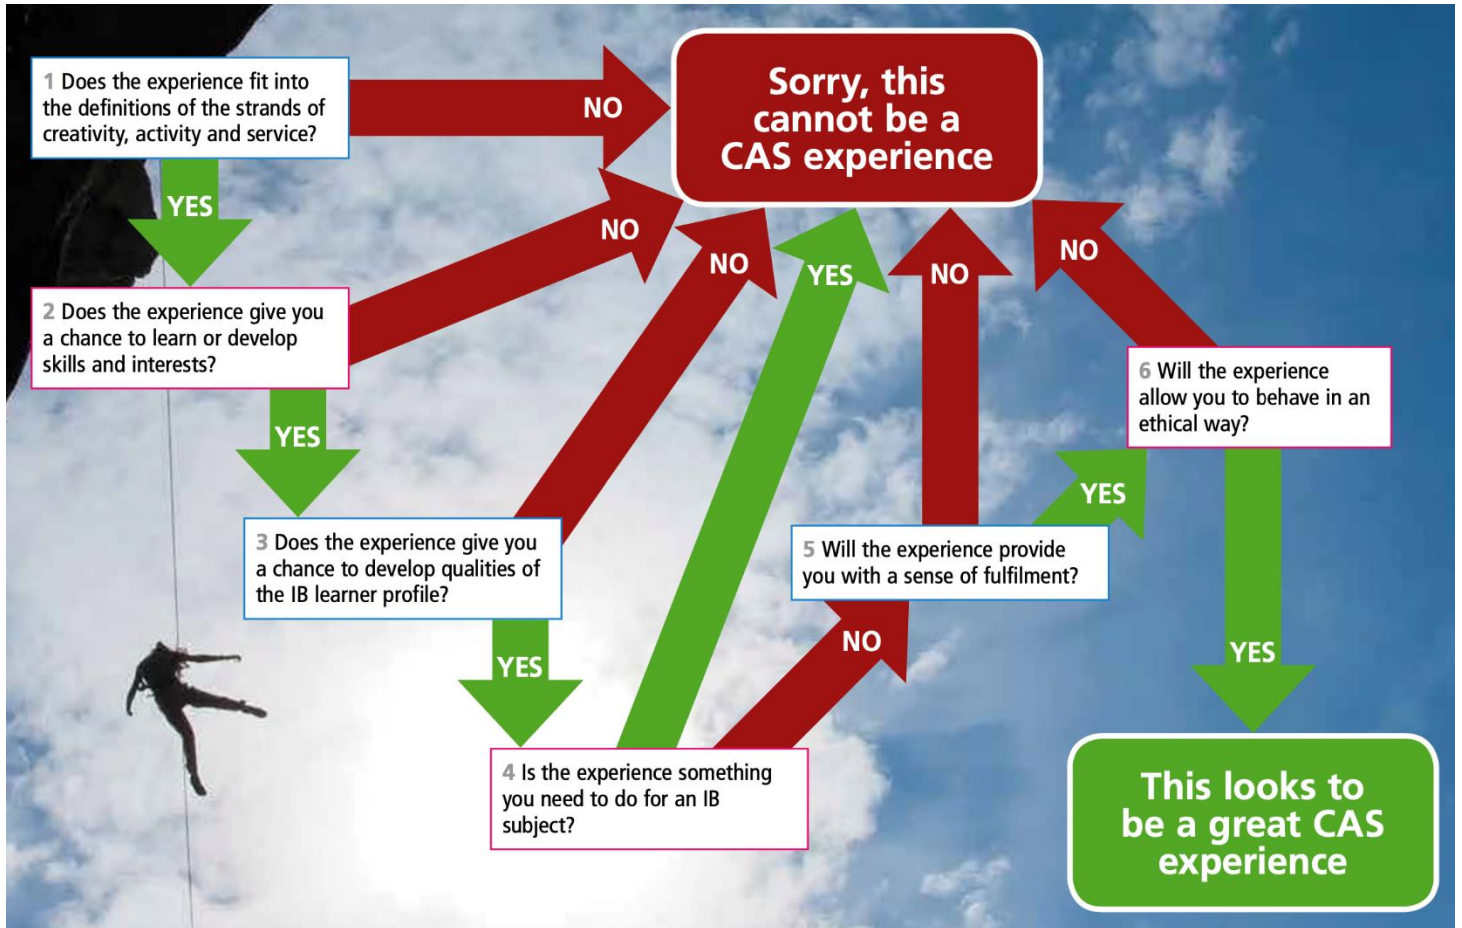 1 Does the experience fit into
the definitions of the strands of
creativity, activity and service?
NO
Sorry, this
cannot be a
CAS experience
YES
2 Does the experience give you
a chance to learn or develop
skills and interests?
NO
YES
3 Does the experience give you
a chance to develop qualities of
the IB learner profile?
NO
YES
4 Is the experience something
you need to do for an IB
subject?
YES
NO
5 Will the experience provide
you with a sense of fulfilment?
NO
YES
6 Will the experience
allow you to behave in an
ethical way?
NO
YES
This looks to
be a great CAS
experience